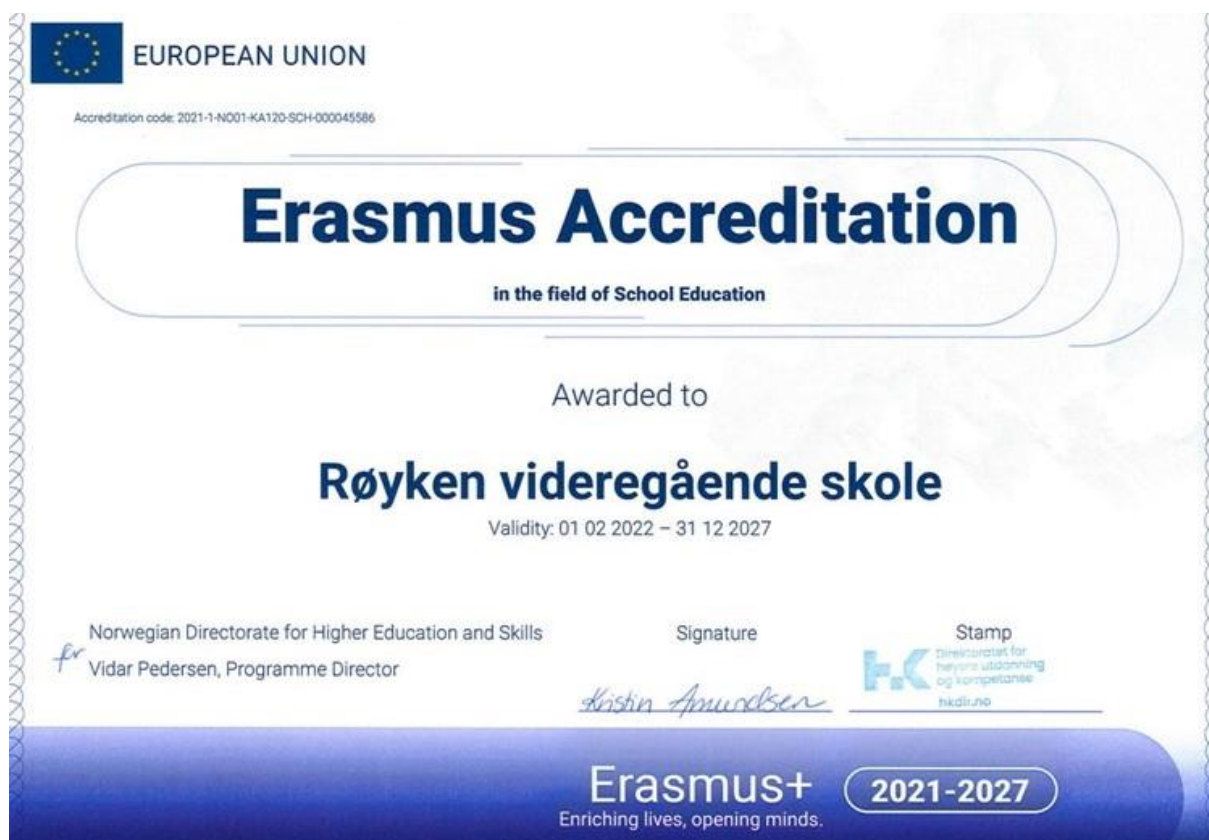 EUROPEAN UNION
Accreditation code: 2021-1-NO01-KA120-SCH-000045586
Erasmus Accreditation
in the field of School Education
Awarded to
Røyken videregående skole
Validity: 01 02 2022 – 31 12 2027
Norwegian Directorate for Higher Education and Skills
for
Vidar Pedersen, Programme Director
Signature
Kristin Amundsen
Stamp
HK
Direktoratet for
høyere utdanning
og kompetanse
hkdir.no
Erasmus+
Enriching lives, opening minds.
2021-2027